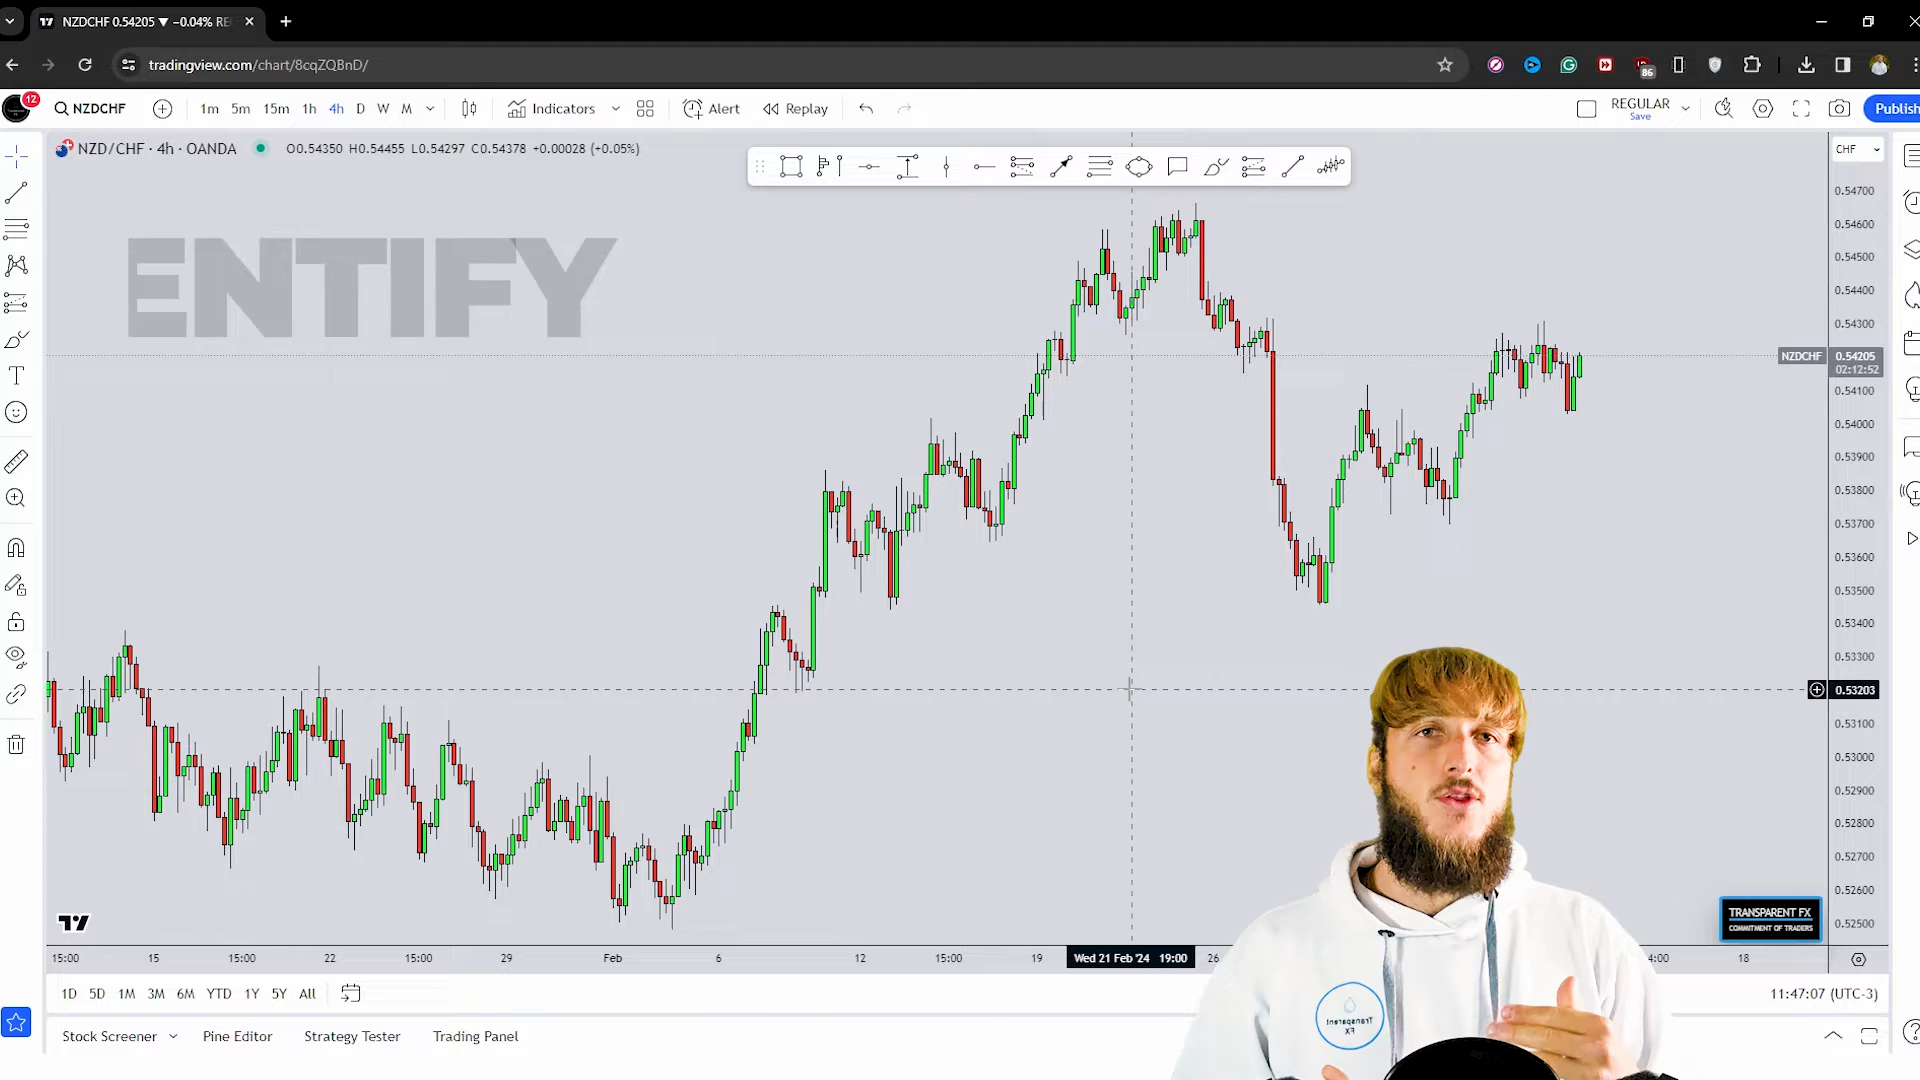 NZDCHF 0.54205 ▼ −0.04% RE
tradingview.com/chart/8cqZQBnD/
86
12
NZDCHF
1m 5m 15m 1h 4h D W M
Indicators
Alert
Replay
REGULAR
Save
Publish
NZD/CHF · 4h · OANDA
O0.54350 H0.54455 L0.54297 C0.54378 +0.00028 (+0.05%)
CHF
ENTIFY
0.54700
0.54600
0.54500
0.54400
0.54300
NZDCHF 0.54205
02:12:52
0.54100
0.54000
0.53900
0.53800
0.53700
0.53600
0.53500
0.53400
0.53300
0.53203
0.53100
0.53000
0.52900
0.52800
0.52700
0.52600
0.52500
TRANSPARENT FX
COMMITMENT OF TRADERS
Transparent
FX
15:00 15 15:00 22 15:00 29 Feb 6 12 15:00 19 Wed 21 Feb '24 19:00 26 4:00 18
1D 5D 1M 3M 6M YTD 1Y 5Y All
11:47:07 (UTC-3)
Stock Screener Pine Editor Strategy Tester Trading Panel